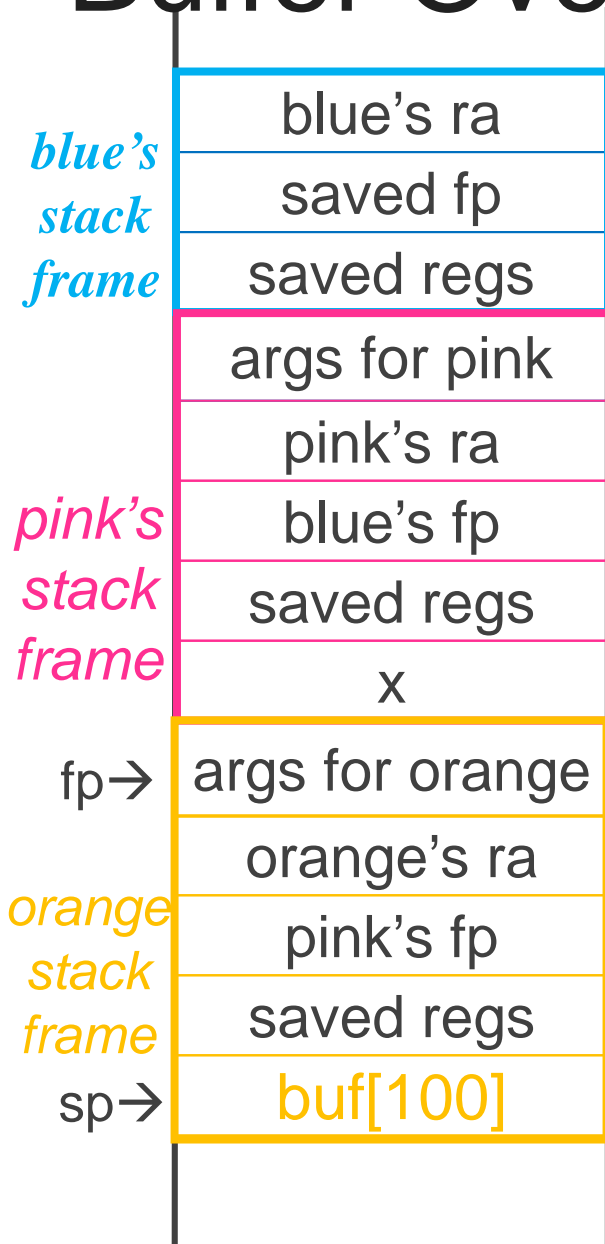 blue's ra
blue's
stack
frame
saved fp
saved regs
args for pink
pink's ra
pink's
stack
frame
blue's fp
saved regs
x
fp→
args for orange
orange's ra
orange
stack
frame
pink's fp
saved regs
sp→
buf[100]